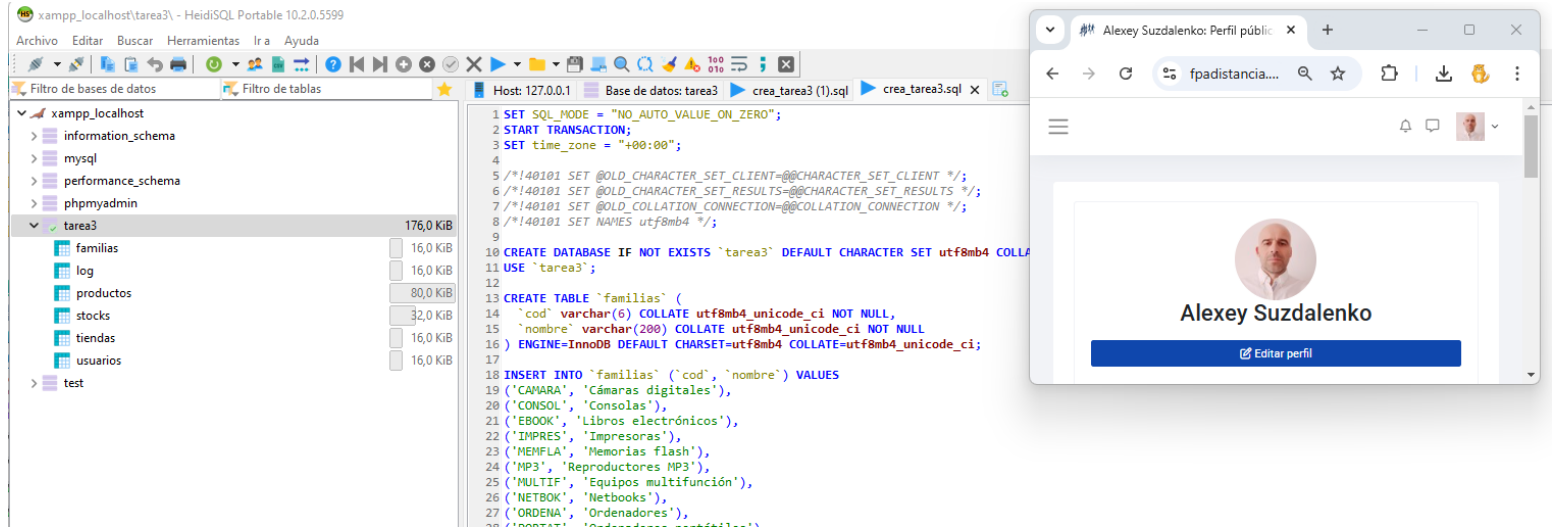 xampp_localhost\tarea3\ - HeidiSQL Portable 10.2.0.5599
Archivo Editar Buscar Herramientas Ir a Ayuda
Filtro de bases de datos
Filtro de tablas
xampp_localhost
information_schema
mysql
performance_schema
phpmyadmin
tarea3 176,0 KiB
familias 16,0 KiB
log 16,0 KiB
productos 80,0 KiB
stocks 32,0 KiB
tiendas 16,0 KiB
usuarios 16,0 KiB
test
Host: 127.0.0.1 Base de datos: tarea3 crea_tarea3 (1).sql crea_tarea3.sql
1 SET SQL_MODE = "NO_AUTO_VALUE_ON_ZERO";
2 START TRANSACTION;
3 SET time_zone = "+00:00";
4
5 /*!40101 SET @OLD_CHARACTER_SET_CLIENT=@@CHARACTER_SET_CLIENT */;
6 /*!40101 SET @OLD_CHARACTER_SET_RESULTS=@@CHARACTER_SET_RESULTS */;
7 /*!40101 SET @OLD_COLLATION_CONNECTION=@@COLLATION_CONNECTION */;
8 /*!40101 SET NAMES utf8mb4 */;
9
10 CREATE DATABASE IF NOT EXISTS `tarea3` DEFAULT CHARACTER SET utf8mb4 COLLA
11 USE `tarea3`;
12
13 CREATE TABLE `familias` (
14 `cod` varchar(6) COLLATE utf8mb4_unicode_ci NOT NULL,
15 `nombre` varchar(200) COLLATE utf8mb4_unicode_ci NOT NULL
16 ) ENGINE=InnoDB DEFAULT CHARSET=utf8mb4 COLLATE=utf8mb4_unicode_ci;
17
18 INSERT INTO `familias` (`cod`, `nombre`) VALUES
19 ('CAMARA', 'Cámaras digitales'),
20 ('CONSOL', 'Consolas'),
21 ('EBOOK', 'Libros electrónicos'),
22 ('IMPRES', 'Impresoras'),
23 ('MEMFLA', 'Memorias flash'),
24 ('MP3', 'Reproductores MP3'),
25 ('MULTIF', 'Equipos multifunción'),
26 ('NETBOK', 'Netbooks'),
27 ('ORDENA', 'Ordenadores'),
Alexey Suzdalenko: Perfil públic
fpadistancia....
Alexey Suzdalenko
Editar perfil